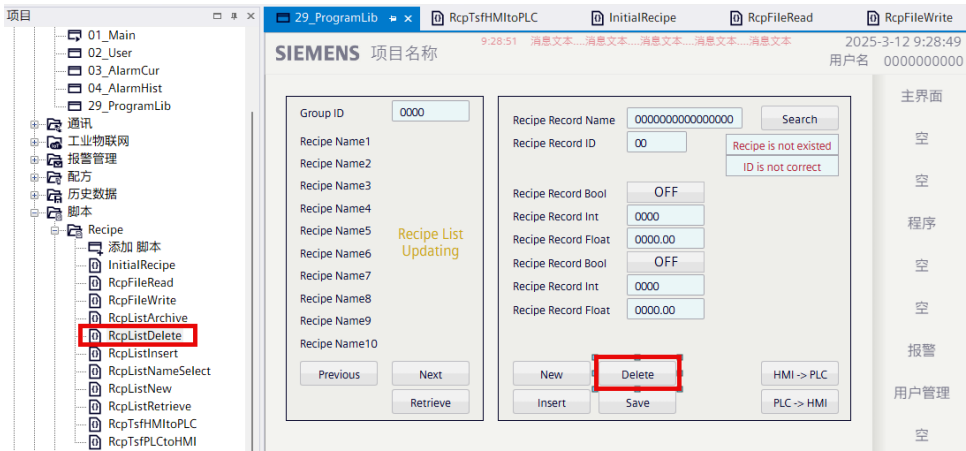 项目
01_Main
02_User
03_AlarmCur
04_AlarmHist
29_ProgramLib
通讯
工业物联网
报警管理
配方
历史数据
脚本
Recipe
添加 脚本
InitialRecipe
RcpFileRead
RcpFileWrite
RcpListArchive
RcpListDelete
RcpListInsert
RcpListNameSelect
RcpListNew
RcpListRetrieve
RcpTsfHMItoPLC
RcpTsfPLCtoHMI
29_ProgramLib
RcpTsfHMItoPLC
InitialRecipe
RcpFileRead
RcpFileWrite
SIEMENS 项目名称
9:28:51 消息文本....消息文本....消息文本....消息文本....消息文本
2025-3-12 9:28:49
用户名 0000000000
Group ID 0000
Recipe Name1
Recipe Name2
Recipe Name3
Recipe Name4
Recipe Name5
Recipe Name6
Recipe Name7
Recipe Name8
Recipe Name9
Recipe Name10
Recipe List
Updating
Previous Next
Retrieve
Recipe Record Name 0000000000000000 Search
Recipe Record ID 00 Recipe is not existed
ID is not correct
Recipe Record Bool OFF
Recipe Record Int 0000
Recipe Record Float 0000.00
Recipe Record Bool OFF
Recipe Record Int 0000
Recipe Record Float 0000.00
New Delete HMI -> PLC
Insert Save PLC -> HMI
主界面
空
空
程序
空
空
报警
用户管理
空